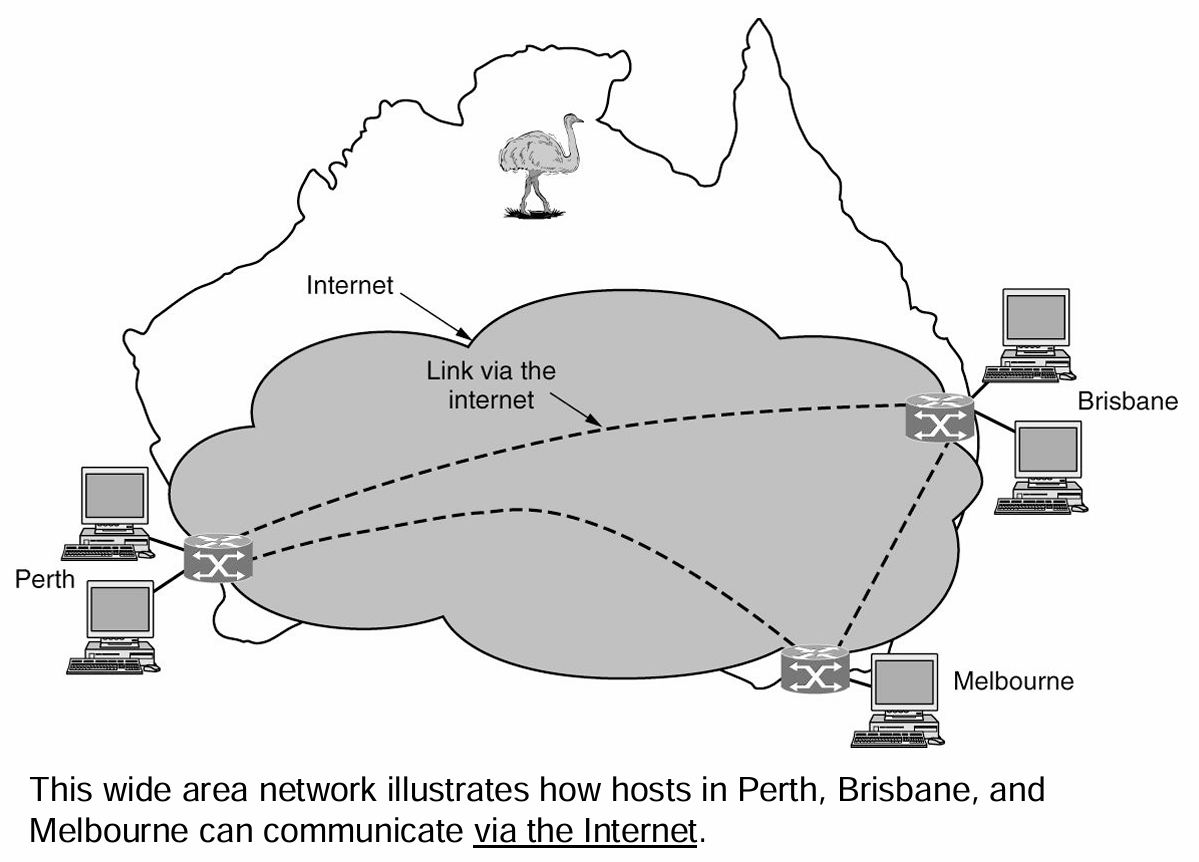 Internet
Link via the
internet
Brisbane
Perth
Melbourne
This wide area network illustrates how hosts in Perth, Brisbane, and
Melbourne can communicate via the Internet.